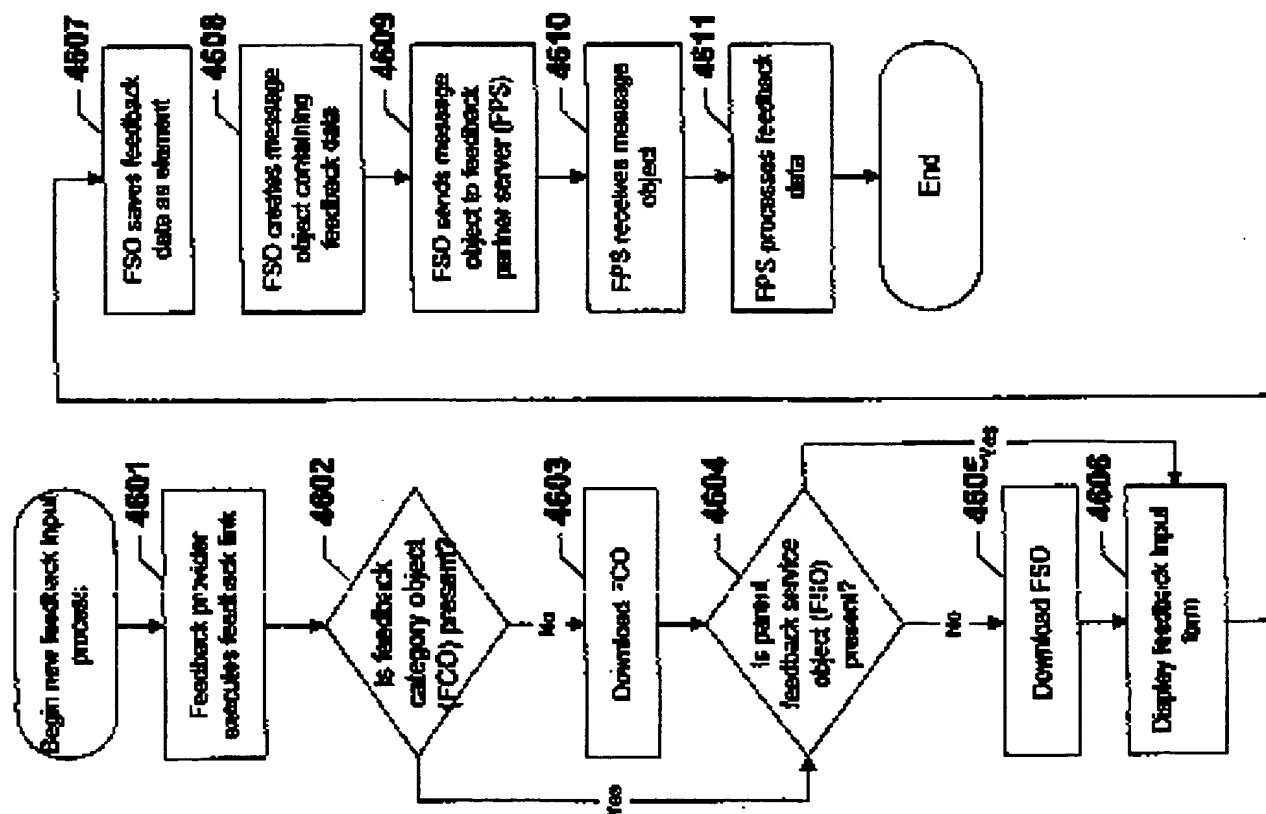 Begin new feedback input
process
4601
Feedback provider
executes feedback link
4602
Is feedback
category object
(FCO) present?
Yes
No
4603
Download FCO
4604
Is parent
feedback service
object (FSO)
present?
Yes
No
4605
Download FSO
4606
Display feedback input
form
4607
FSO saves feedback
data as element
4608
FSO creates message
object containing
feedback data
4609
FSO sends message
object to feedback
partner server (FPS)
4610
FPS receives message
object
4611
FPS processes feedback
data
End